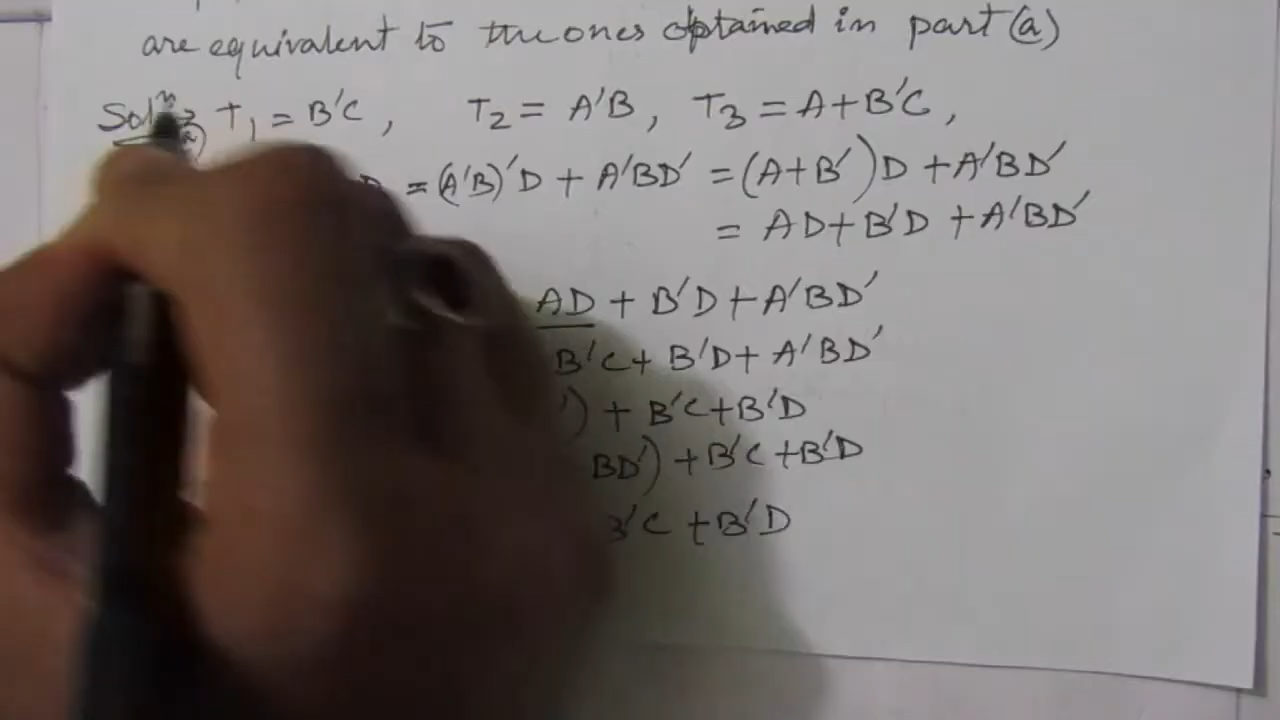 are equivalent to the ones obtained in part (a)
Soln (a) T1 = B'C, T2 = A'B, T3 = A+B'C,
= (A'B)'D + A'BD' = (A+B')D + A'BD'
= AD+B'D +A'BD'
AD + B'D+A'BD'
B'C+ B'D+ A'BD'
') + B'C+B'D
BD') +B'C +B'D
B'C +B'D